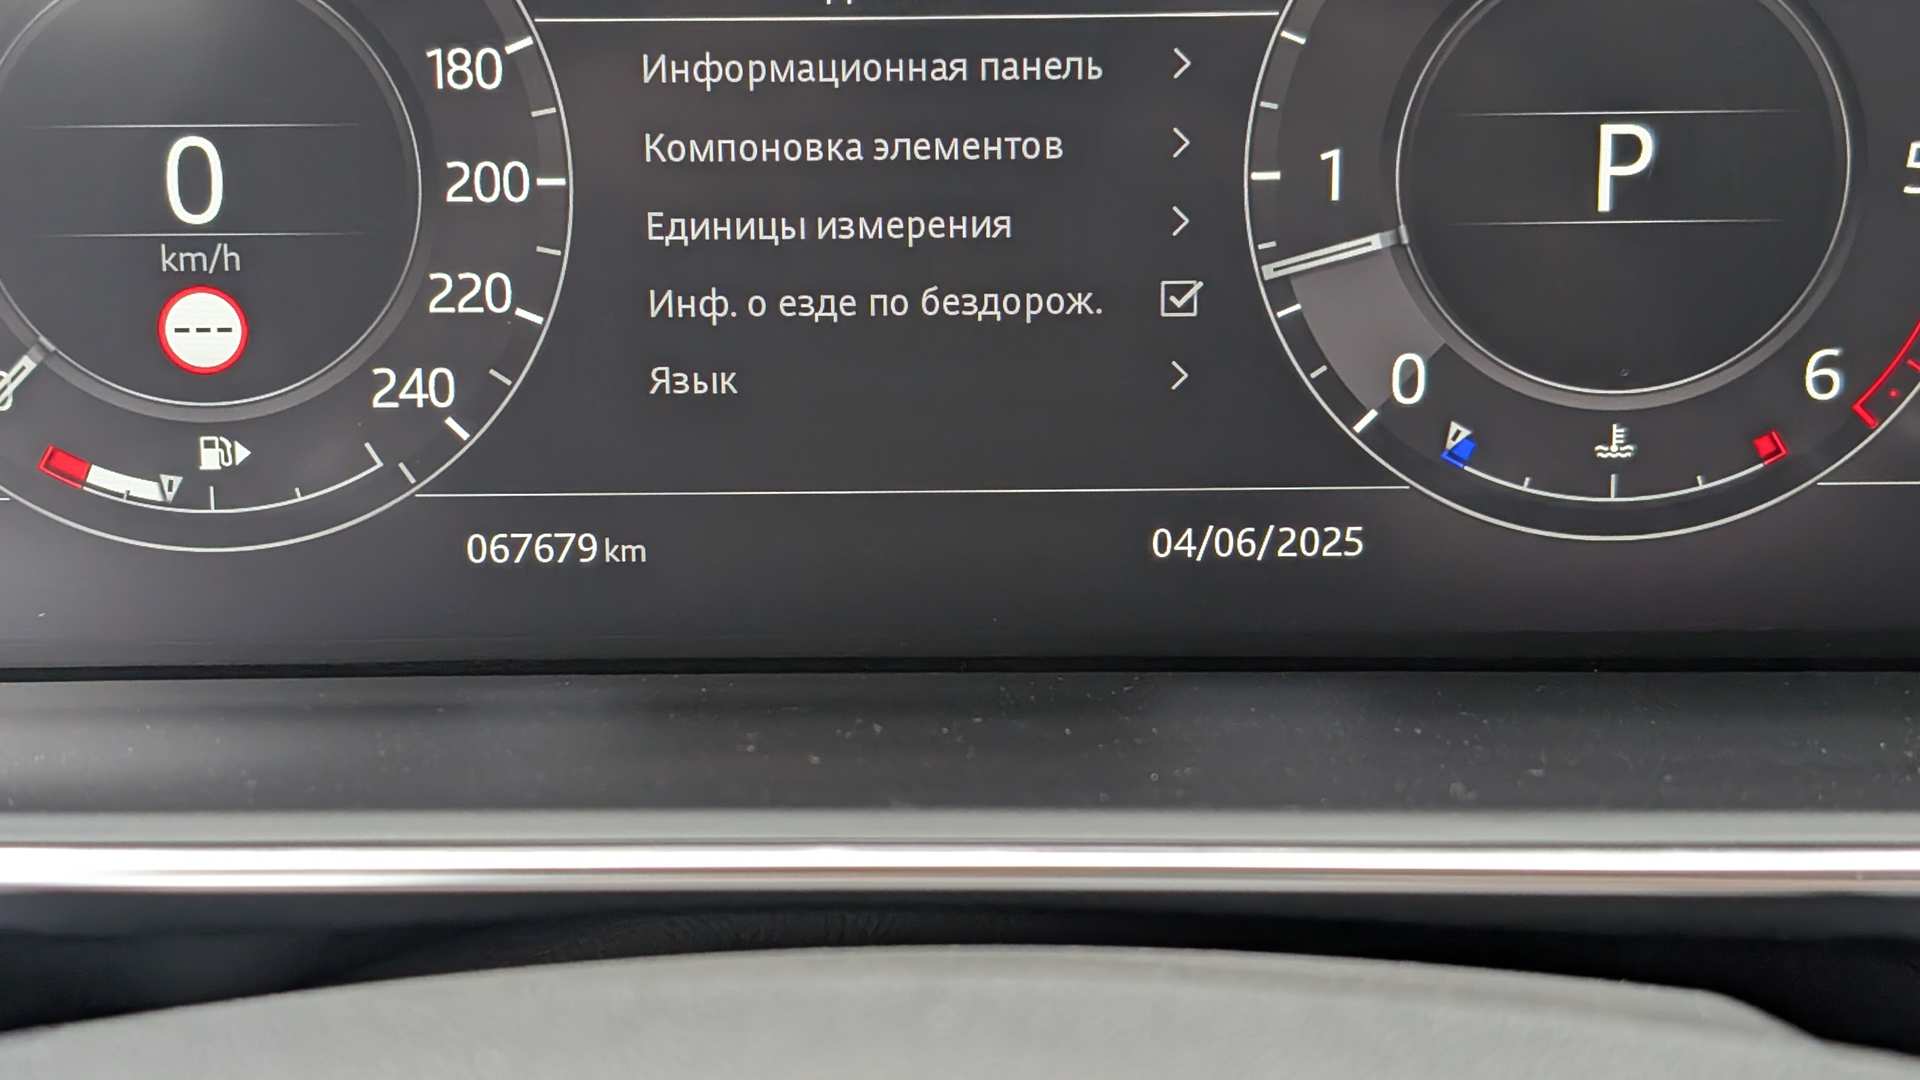 180
Информационная панель
Компоновка элементов
1
P
0
200
Единицы измерения
km/h
220
Инф. о езде по бездорож.
---
240
Язык
0
6
067679 km
04/06/2025